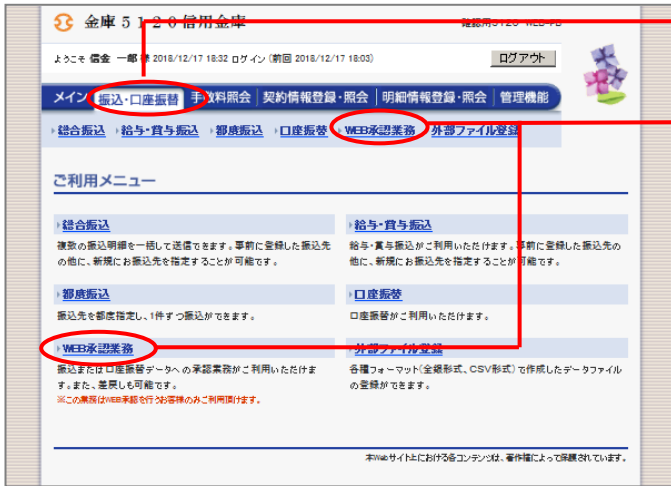 金庫5120信用金庫
確認用5120-WEB-FB
ようこそ 信金 一郎 様 2018/12/17 18:32 ログイン (前回 2018/12/17 18:03)
ログアウト
メイン 振込・口座振替 手数料照会 契約情報登録・照会 明細情報登録・照会 管理機能
総合振込 給与・賞与振込 都度振込 口座振替 WEB承認業務 外部ファイル登録
ご利用メニュー
総合振込 給与・賞与振込
複数の振込明細を一括して送信できます。事前に登録した振込先 給与・賞与振込がご利用いただけます。事前に登録した振込先の
の他に、新規にお振込先を指定することが可能です。 他に、新規にお振込先を指定することが可能です。
都度振込 口座振替
振込先を都度指定し、1件ずつ振込ができます。 口座振替がご利用いただけます。
WEB承認業務 外部ファイル登録
振込または口座振替データへの承認業務がご利用いただけま 各種フォーマット(全銀形式、CSV形式)で作成したデータファイル
す。また、差戻しも可能です。 の登録ができます。
※この業務はWEB承認を行うお客様のみご利用頂けます。
本Webサイト上における各コンテンツは、著作権によって保護されています。